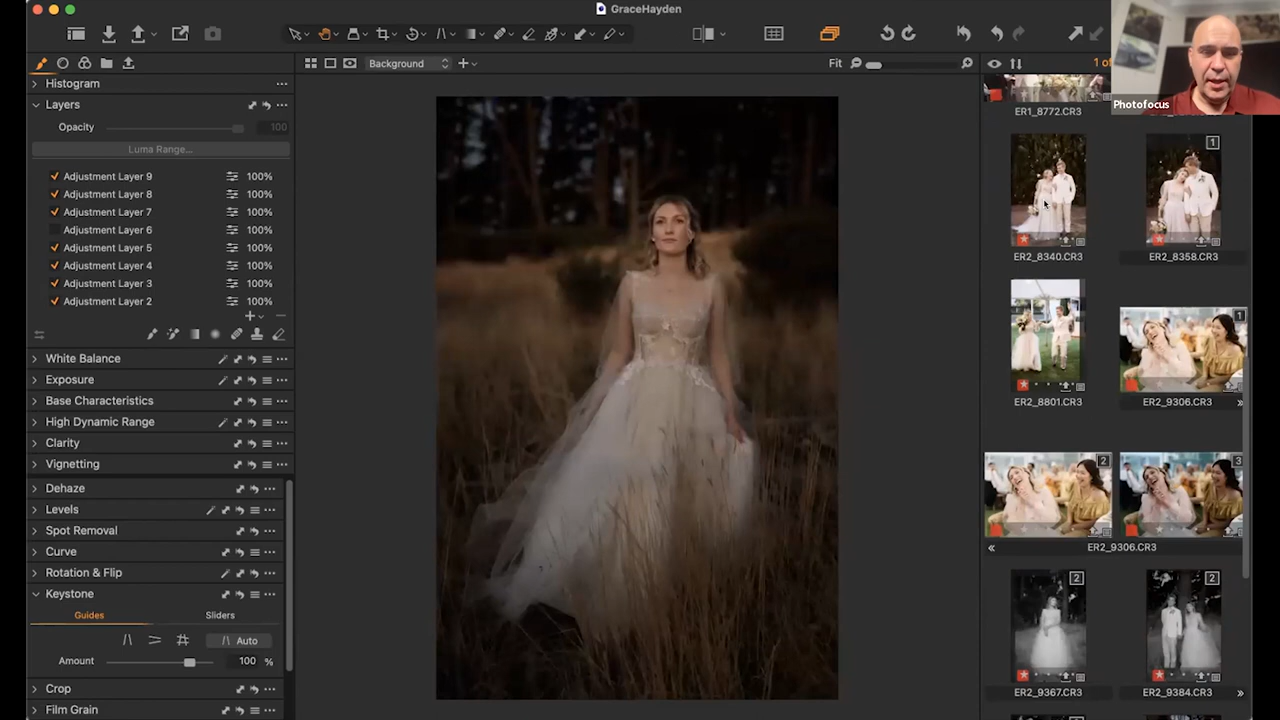 GraceHayden
Background
Fit
1 of
Photofocus
Histogram
Layers
Opacity 100
Luma Range...
Adjustment Layer 9 100%
Adjustment Layer 8 100%
Adjustment Layer 7 100%
Adjustment Layer 6 100%
Adjustment Layer 5 100%
Adjustment Layer 4 100%
Adjustment Layer 3 100%
Adjustment Layer 2 100%
White Balance
Exposure
Base Characteristics
High Dynamic Range
Clarity
Vignetting
Dehaze
Levels
Spot Removal
Curve
Rotation & Flip
Keystone
Guides Sliders
Auto
Amount 100 %
Crop
Film Grain
ER1_8772.CR3
1
ER2_8340.CR3 ER2_8358.CR3
1
ER2_8801.CR3 ER2_9306.CR3
2 3
ER2_9306.CR3
2 2
ER2_9367.CR3 ER2_9384.CR3